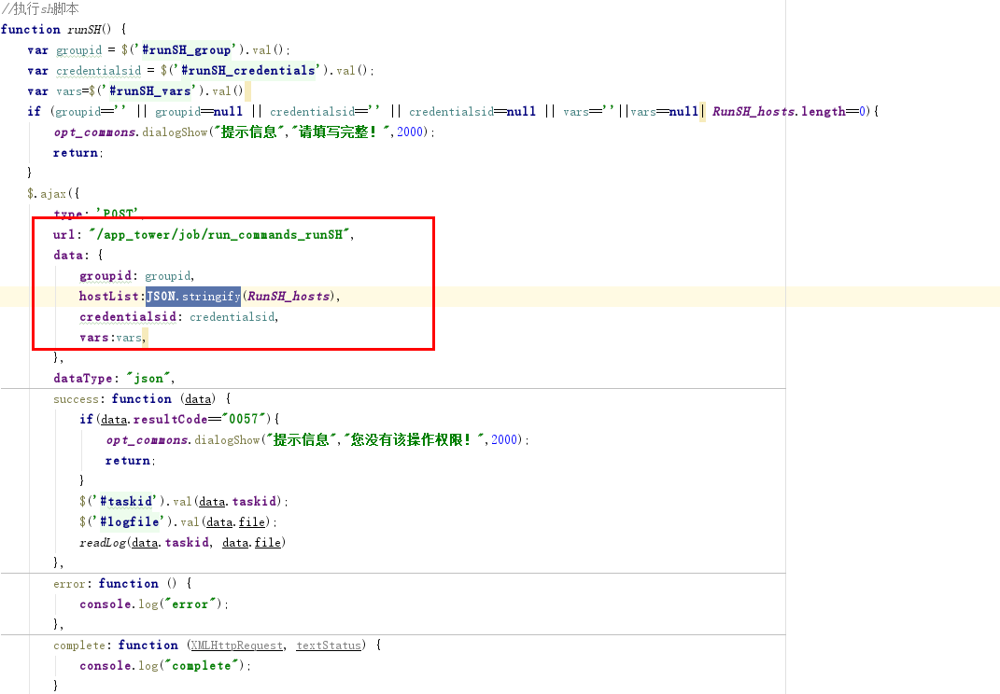 //执行sh脚本
function runSH() {
var groupid = $('#runSH_group').val();
var credentialsid = $('#runSH_credentials').val();
var vars=$('#runSH_vars').val()
if (groupid=='' || groupid==null || credentialsid=='' || credentialsid==null || vars==''||vars==null| RunSH_hosts.length==0){
opt_commons.dialogShow("提示信息","请填写完整！",2000);
return;
}
$.ajax({
type: 'POST',
url: "/app_tower/job/run_commands_runSH",
data: {
groupid: groupid,
hostList:JSON.stringify(RunSH_hosts),
credentialsid: credentialsid,
vars:vars,
},
dataType: "json",
success: function (data) {
if(data.resultCode=="0057"){
opt_commons.dialogShow("提示信息","您没有该操作权限！",2000);
return;
}
$('#taskid').val(data.taskid);
$('#logfile').val(data.file);
readLog(data.taskid, data.file)
},
error: function () {
console.log("error");
},
complete: function (XMLHttpRequest, textStatus) {
console.log("complete");
}